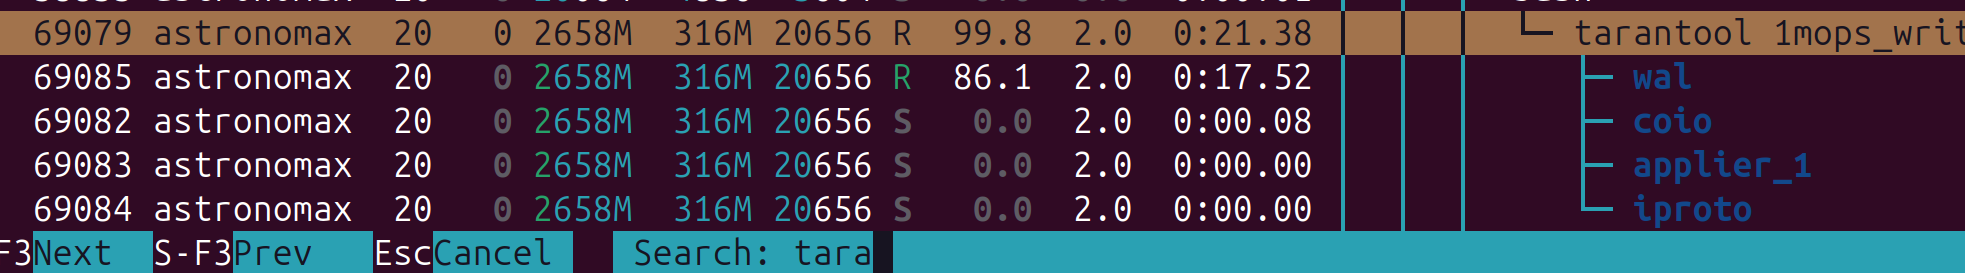 69079 astronomax 20 0 2658M 316M 20656 R 99.8 2.0 0:21.38 tarantool 1mops_writ
69085 astronomax 20 0 2658M 316M 20656 R 86.1 2.0 0:17.52 wal
69082 astronomax 20 0 2658M 316M 20656 S 0.0 2.0 0:00.08 coio
69083 astronomax 20 0 2658M 316M 20656 S 0.0 2.0 0:00.00 applier_1
69084 astronomax 20 0 2658M 316M 20656 S 0.0 2.0 0:00.00 iproto
F3Next S-F3Prev EscCancel Search: tara